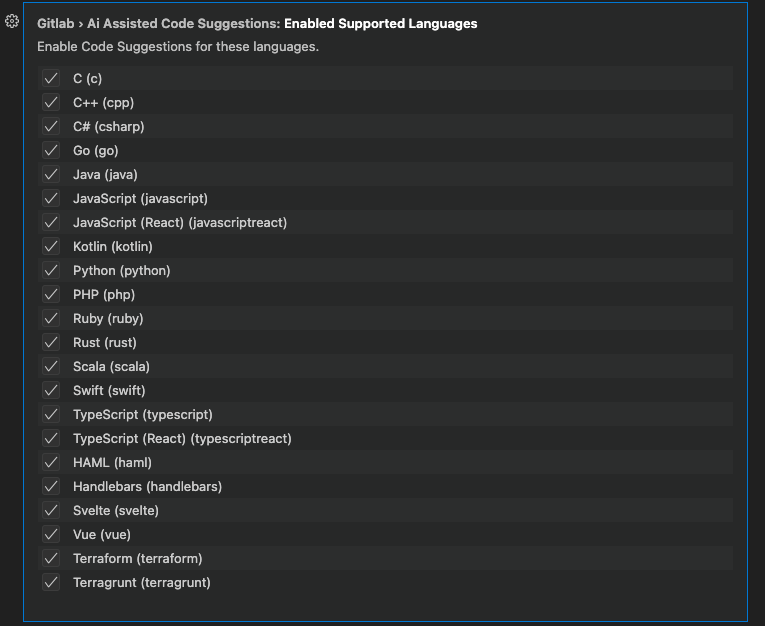 Gitlab › Ai Assisted Code Suggestions: Enabled Supported Languages
Enable Code Suggestions for these languages.
C (c)
C++ (cpp)
C# (csharp)
Go (go)
Java (java)
JavaScript (javascript)
JavaScript (React) (javascriptreact)
Kotlin (kotlin)
Python (python)
PHP (php)
Ruby (ruby)
Rust (rust)
Scala (scala)
Swift (swift)
TypeScript (typescript)
TypeScript (React) (typescriptreact)
HAML (haml)
Handlebars (handlebars)
Svelte (svelte)
Vue (vue)
Terraform (terraform)
Terragrunt (terragrunt)